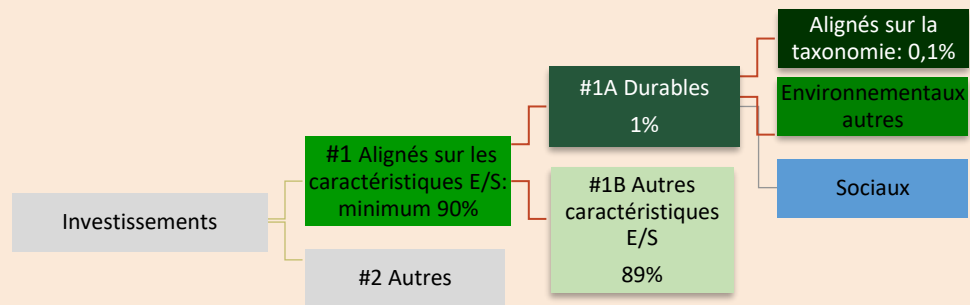 Investissements
#1 Alignés sur les
caractéristiques E/S:
minimum 90%
#2 Autres
#1A Durables
1%
#1B Autres
caractéristiques
E/S
89%
Alignés sur la
taxonomie: 0,1%
Environnementaux
autres
Sociaux